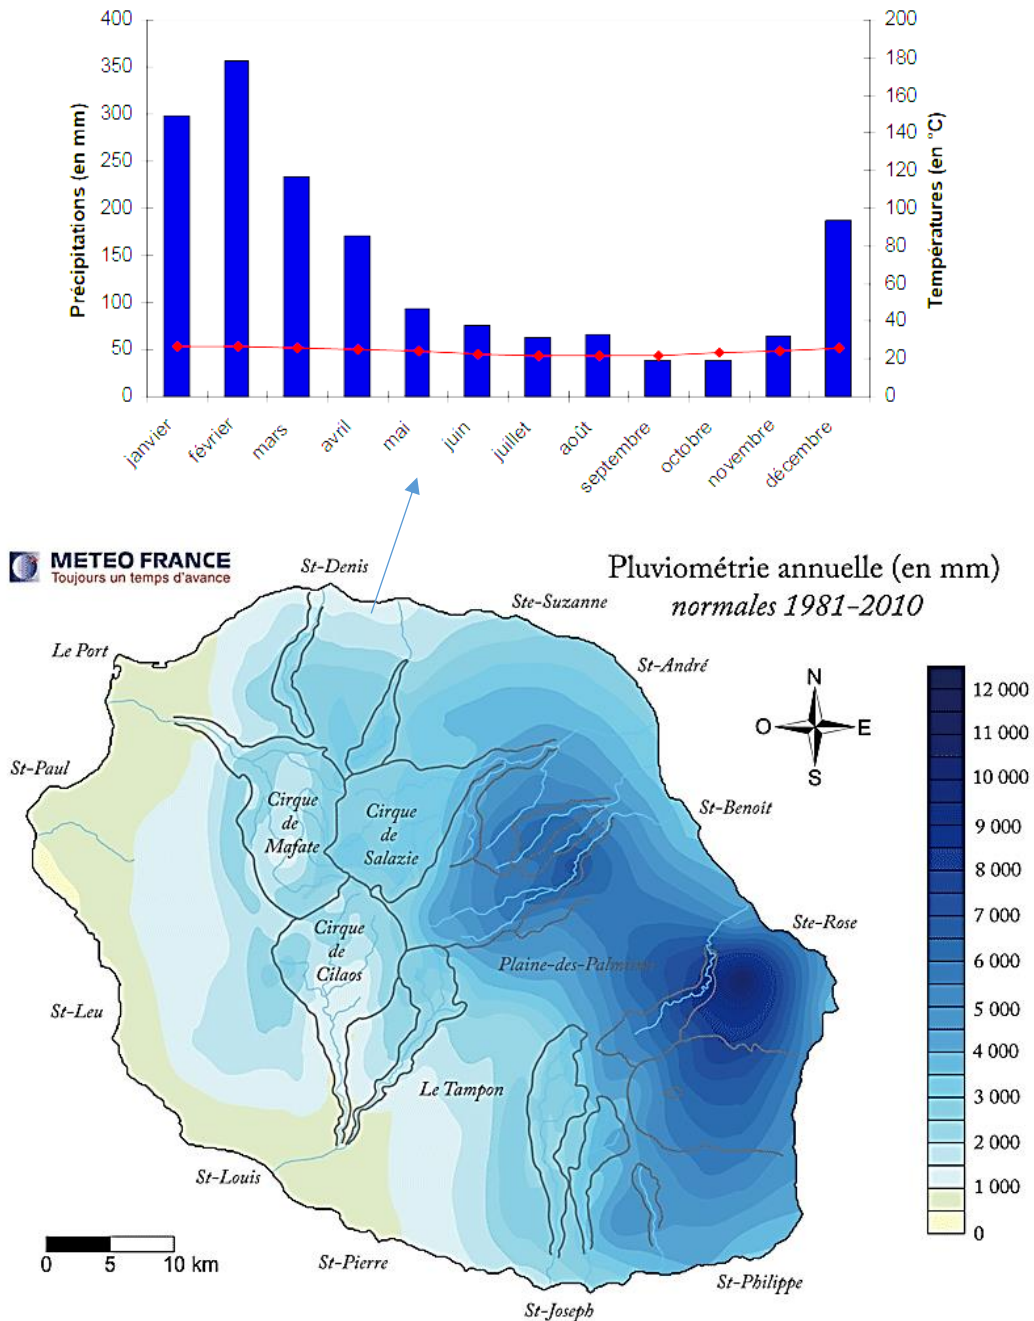 400
350
300
250
200
150
100
50
0
Précipitations (en mm)
200
180
160
140
120
100
80
60
40
20
0
Températures (en °C)
janvier
février
mars
avril
mai
juin
juillet
août
septembre
octobre
novembre
décembre
METEO FRANCE
Toujours un temps d'avance
Pluviométrie annuelle (en mm)
normales 1981-2010
St-Denis
Ste-Suzanne
Le Port
St-André
N
O
E
S
St-Paul
St-Benoît
Cirque
de
Mafate
Cirque
de
Salazie
Ste-Rose
Cirque
de
Cilaos
Plaine-des-Palmistes
St-Leu
Le Tampon
St-Louis
St-Pierre
St-Philippe
St-Joseph
12 000
11 000
10 000
9 000
8 000
7 000
6 000
5 000
4 000
3 000
2 000
1 000
0
0 5 10 km